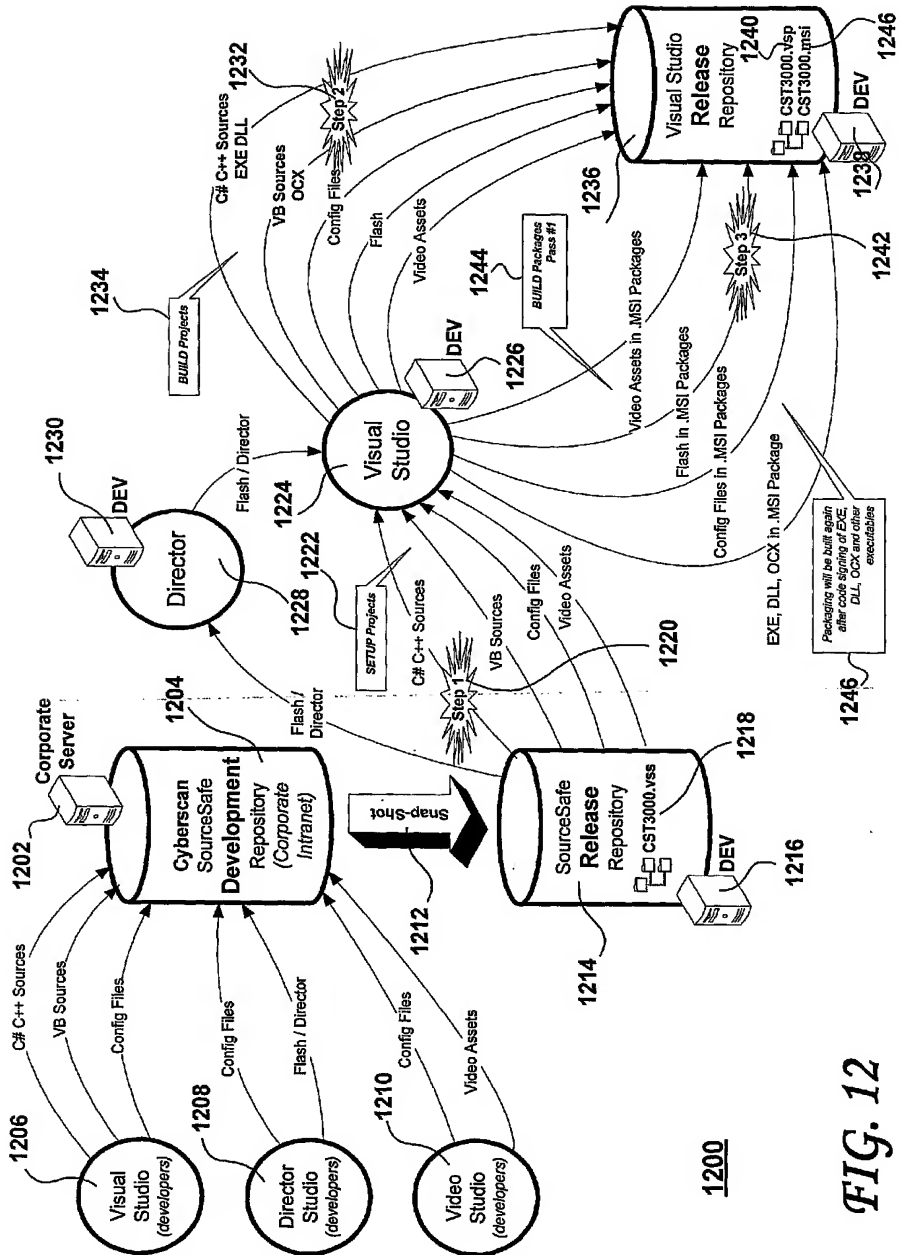 1202
Corporate
Server
1204
Cyberscan
SourceSafe
Development
Repository
(Corporate
Intranet)
1206
Visual
Studio
(developers)
C# C++ Sources
VB Sources
Config Files
1208
Director
Studio
(developers)
Config Files
Flash / Director
1210
Video
Studio
(developers)
Config Files
Video Assets
1212
Snap-Shot
1214
SourceSafe
Release
Repository
CST3000.vss
1218
DEV
1216
Flash /
Director
1230
DEV
Director
1228
Flash / Director
1222
SETUP Projects
Step 1
1220
C# C++ Sources
VB Sources
Config Files
Video Assets
1224
Visual
Studio
DEV
1226
1234
BUILD Projects
C# C++ Sources
EXE DLL
Step 2
1232
VB Sources
OCX
Config Files
Flash
Video Assets
1244
BUILD Packages
Pass #1
Video Assets in .MSI Packages
Flash in .MSI Packages
Config Files in .MSI Packages
EXE, DLL, OCX in .MSI Package
Step 3
1242
Packaging will be built again
after code signing of EXE,
DLL, OCX and other
executables
1246
1236
Visual Studio
Release
Repository
1240
CST3000.vsp
CST3000.msi
1246
DEV
1238
1200
FIG. 12